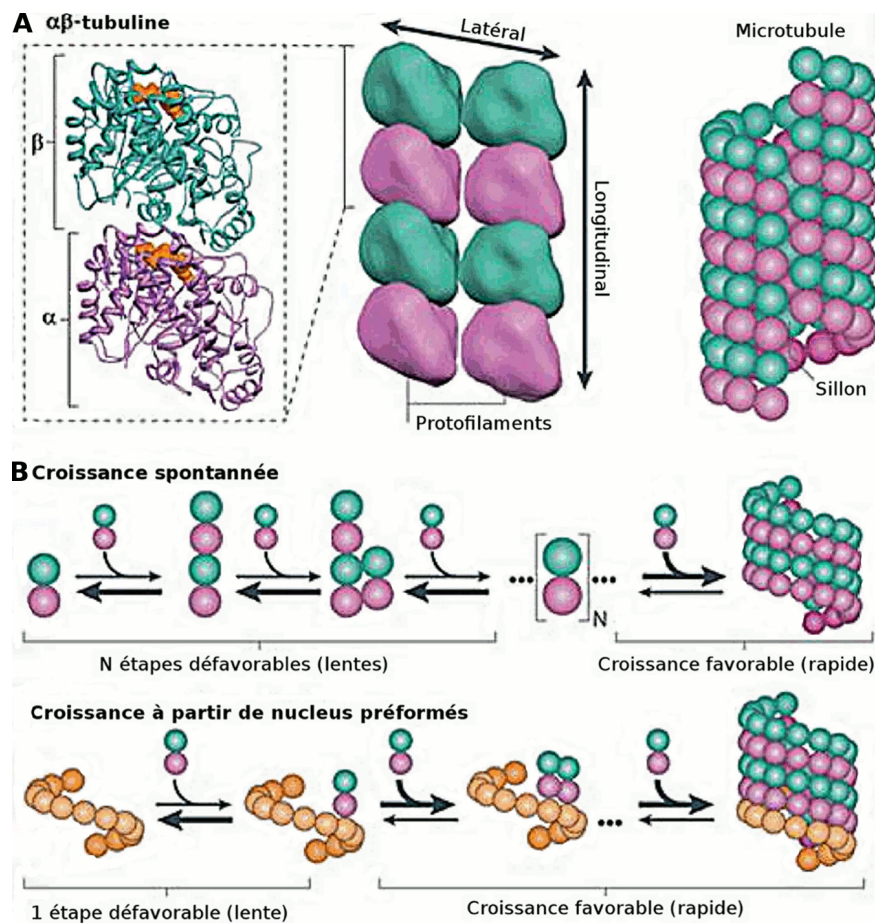 A αβ-tubuline
Latéral
Microtubule
β
α
Longitudinal
Sillon
Protofilaments
B Croissance spontannée
N
N étapes défavorables (lentes)
Croissance favorable (rapide)
Croissance à partir de nucleus préformés
1 étape défavorable (lente)
Croissance favorable (rapide)